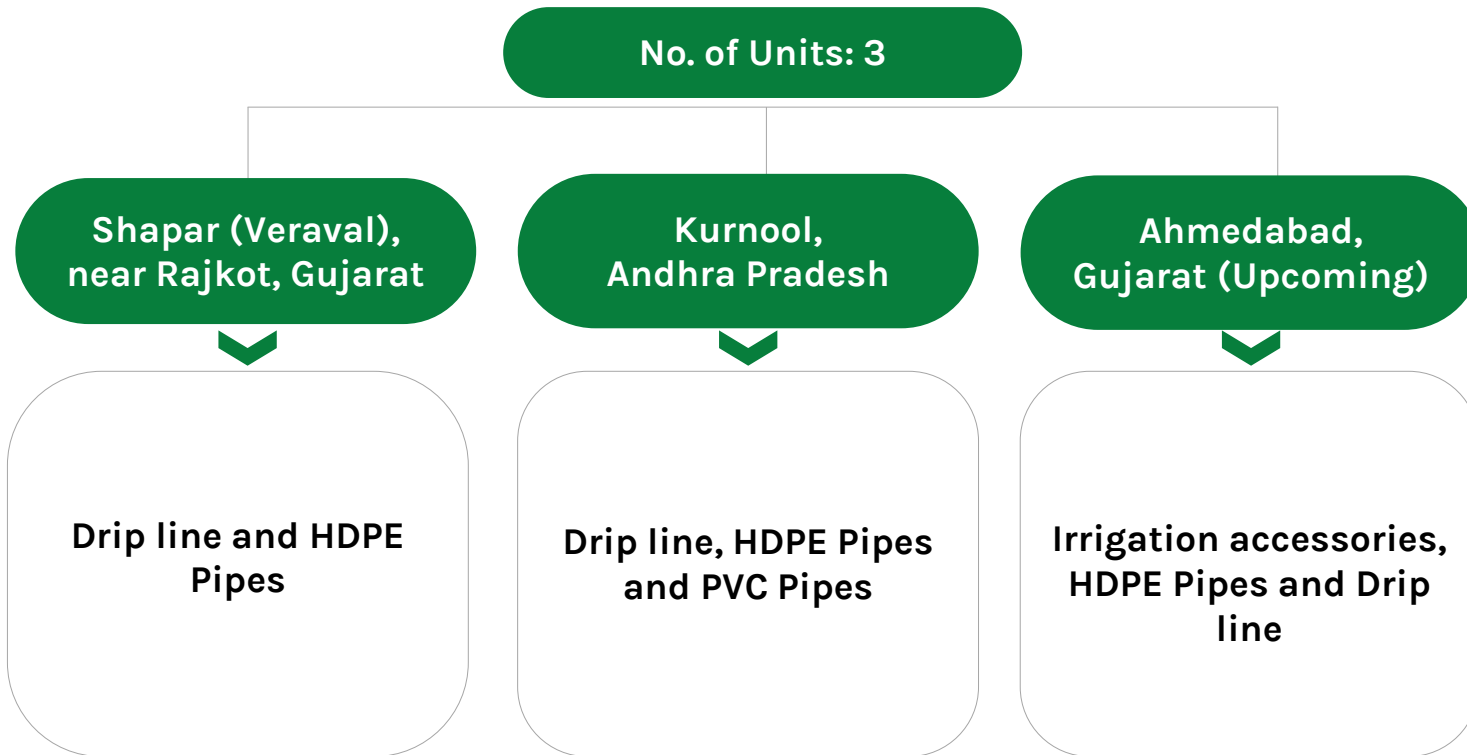 No. of Units: 3
Shapar (Veraval),
near Rajkot, Gujarat
Kurnool,
Andhra Pradesh
Ahmedabad,
Gujarat (Upcoming)
Drip line and HDPE
Pipes
Drip line, HDPE Pipes
and PVC Pipes
Irrigation accessories,
HDPE Pipes and Drip
line